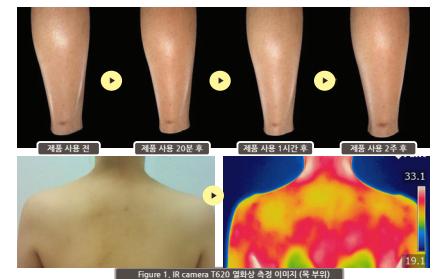 제품 사용 전
제품 사용 20분 후
제품 사용 1시간 후
제품 사용 2주 후
33.1
19.1
Figure 1. IR camera T620 열화상 측정 이미지 (목 부위)